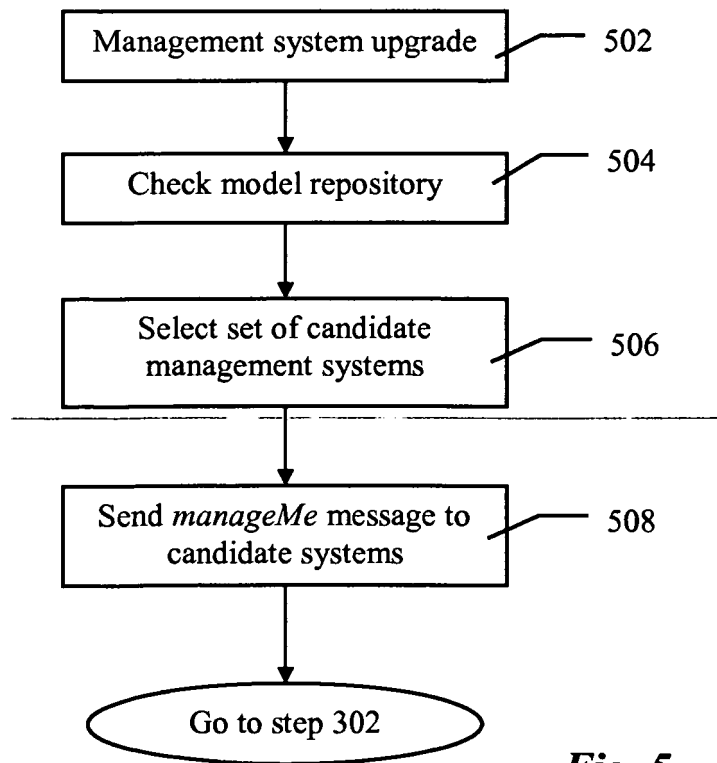 Management system upgrade
502
Check model repository
504
Select set of candidate
management systems
506
Send manageMe message to
candidate systems
508
Go to step 302
Fig. 5